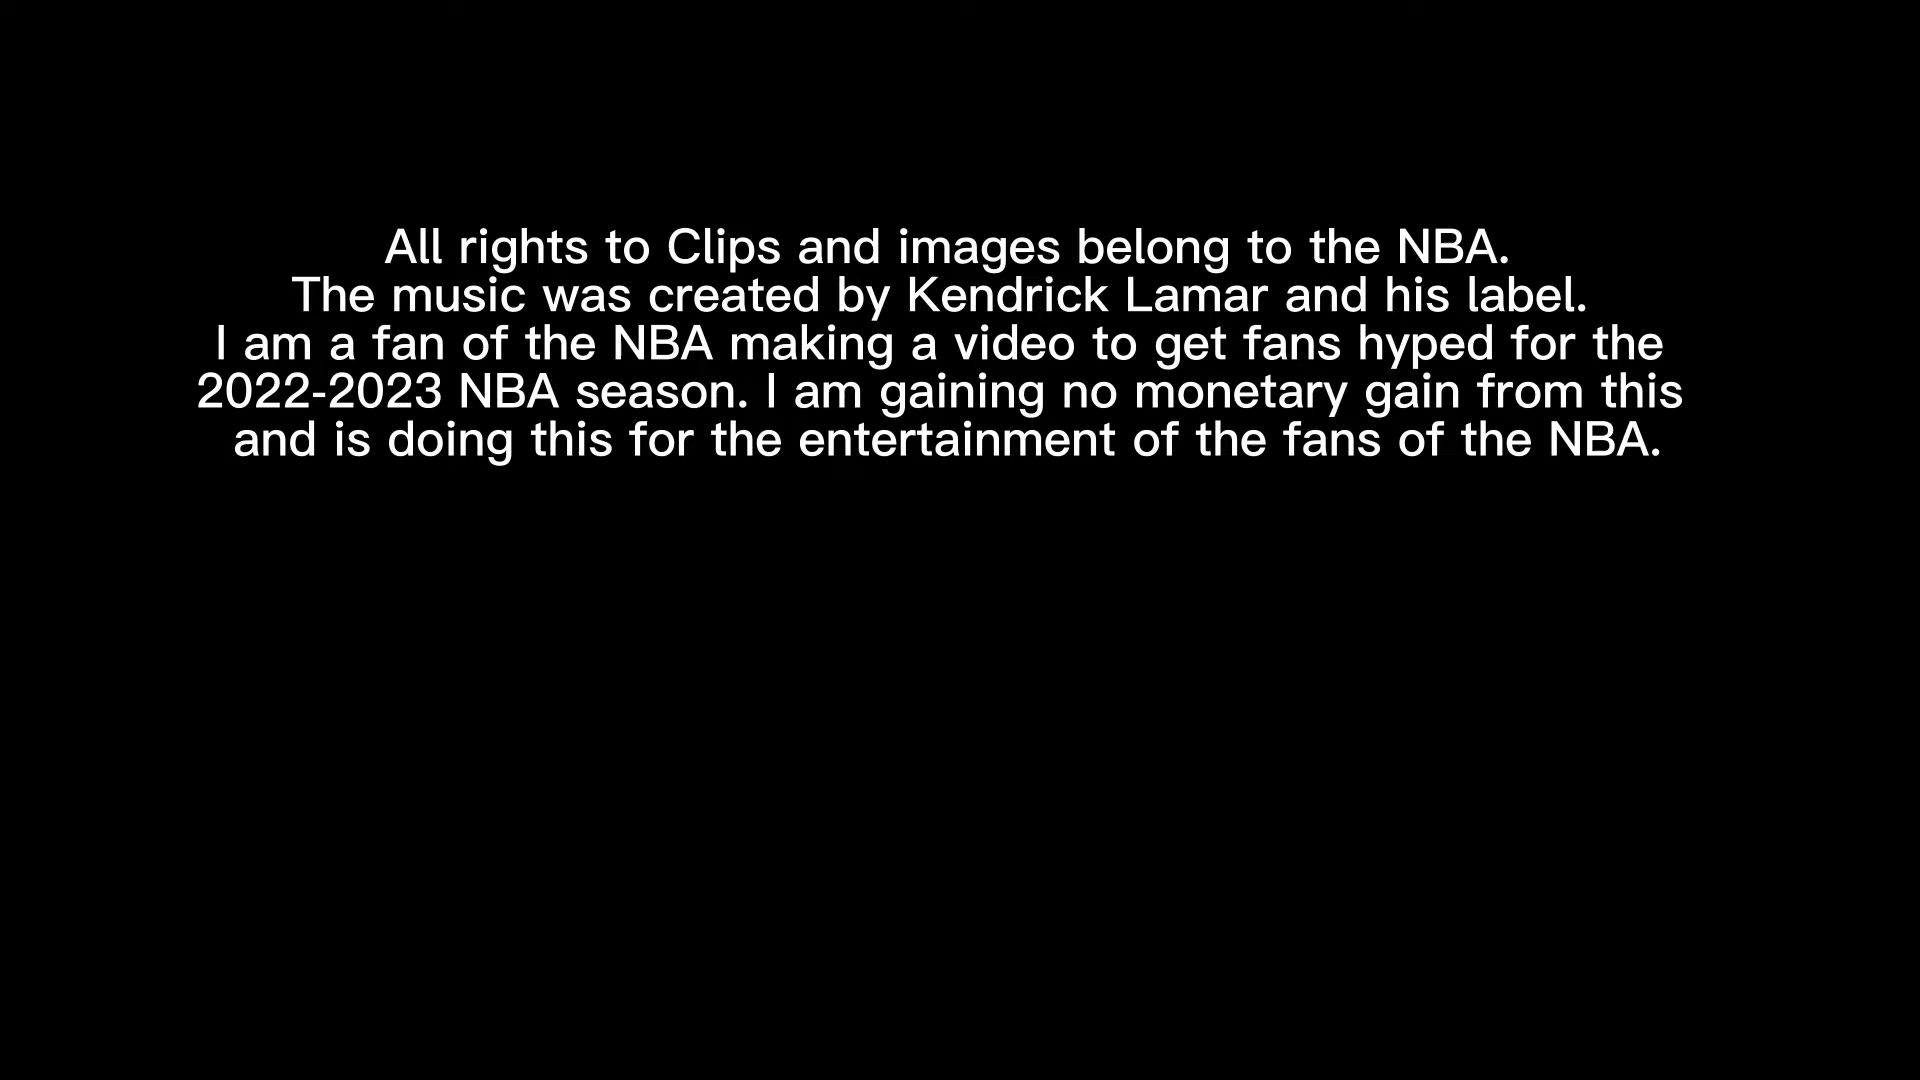 All rights to Clips and images belong to the NBA.
The music was created by Kendrick Lamar and his label.
I am a fan of the NBA making a video to get fans hyped for the
2022-2023 NBA season. I am gaining no monetary gain from this
and is doing this for the entertainment of the fans of the NBA.